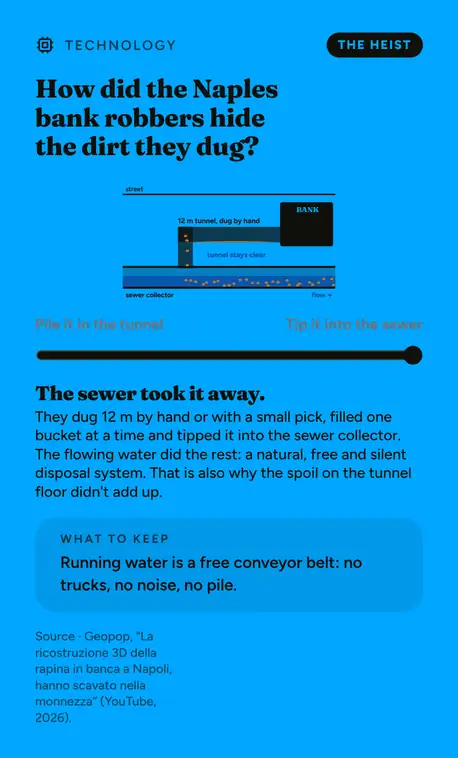 TECHNOLOGY
THE HEIST
How did the Naples
bank robbers hide
the dirt they dug?
street
BANK
12 m tunnel, dug by hand
tunnel stays clear
sewer collector
flow →
Pile it in the tunnel
Tip it into the sewer
The sewer took it away.
They dug 12 m by hand or with a small pick, filled one
bucket at a time and tipped it into the sewer collector.
The flowing water did the rest: a natural, free and silent
disposal system. That is also why the spoil on the tunnel
floor didn't add up.
WHAT TO KEEP
Running water is a free conveyor belt: no
trucks, no noise, no pile.
Source · Geopop, "La
ricostruzione 3D della
rapina in banca a Napoli,
hanno scavato nella
monnezza" (YouTube,
2026).